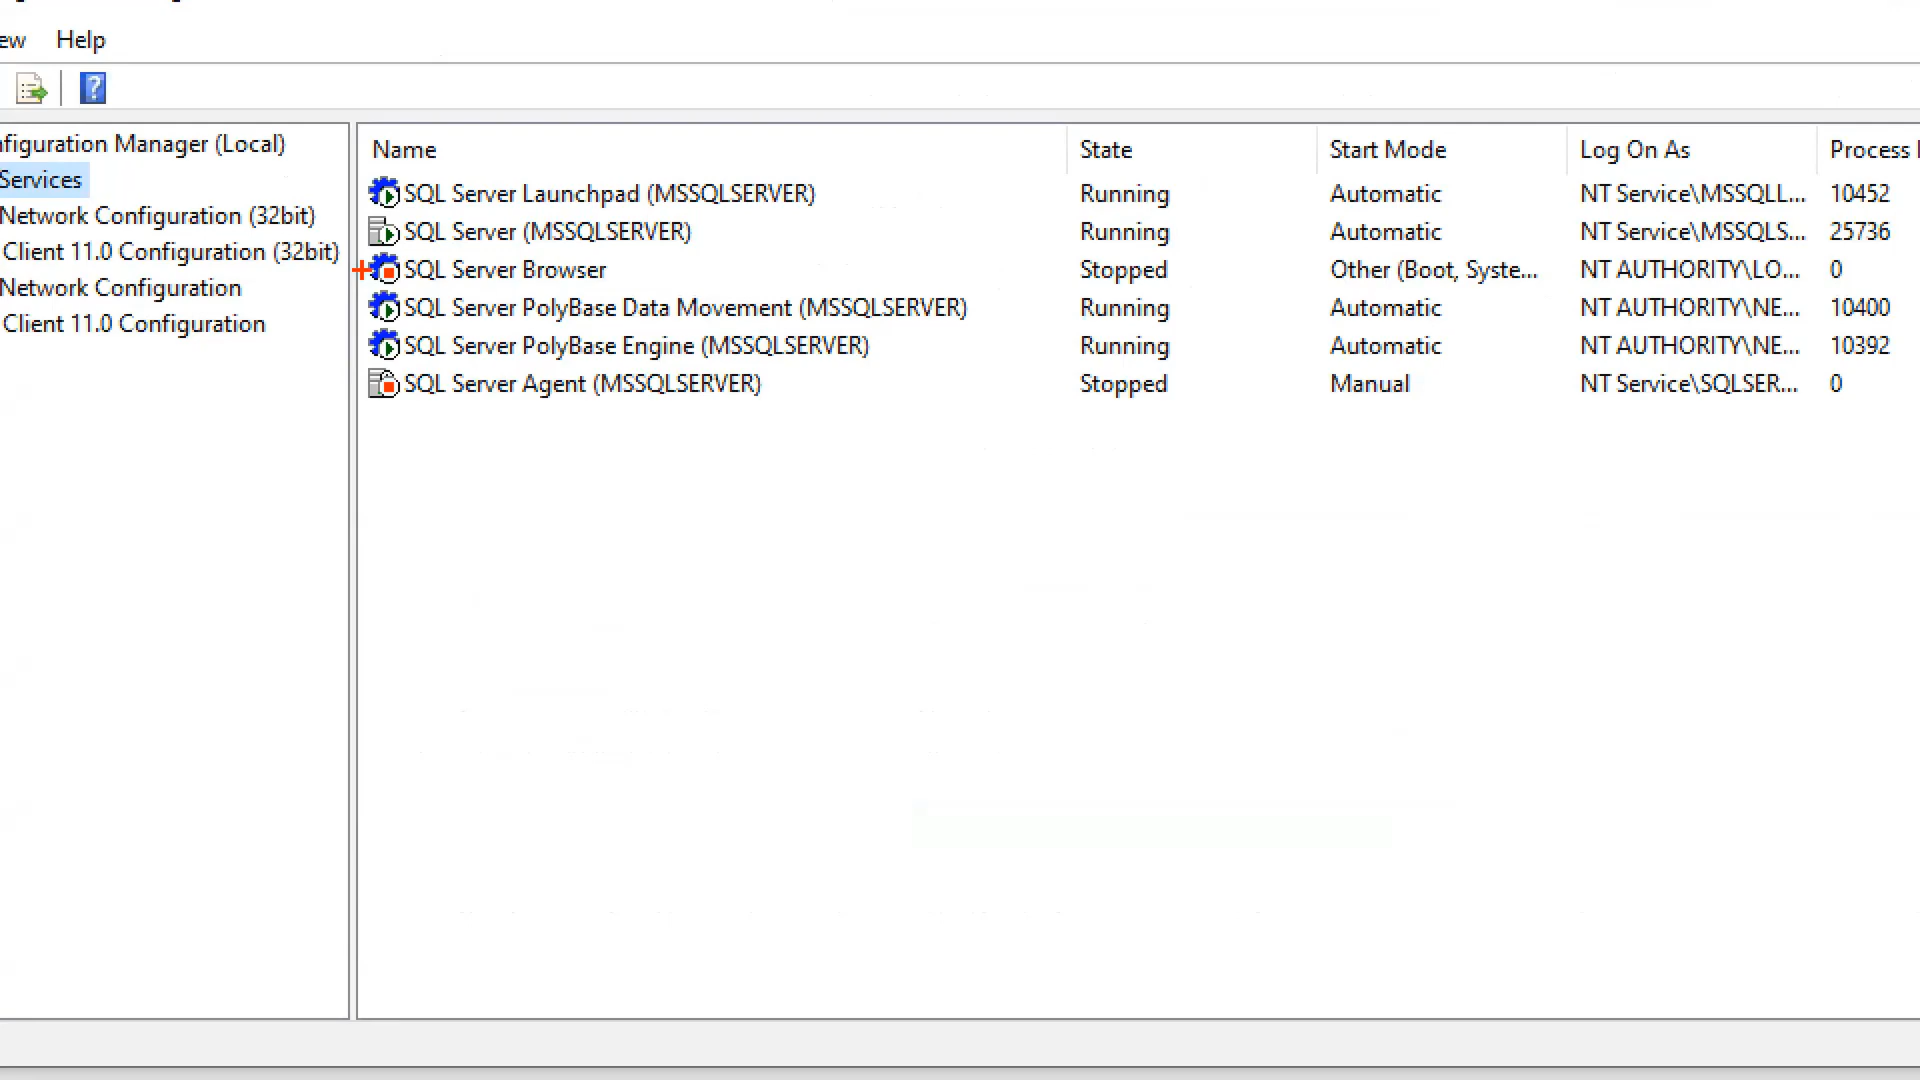 ew Help
nfiguration Manager (Local)
Services
Network Configuration (32bit)
Client 11.0 Configuration (32bit)
Network Configuration
Client 11.0 Configuration
Name State Start Mode Log On As Process
SQL Server Launchpad (MSSQLSERVER) Running Automatic NT Service\MSSQLL... 10452
SQL Server (MSSQLSERVER) Running Automatic NT Service\MSSQLS... 25736
SQL Server Browser Stopped Other (Boot, Syste... NT AUTHORITY\LO... 0
SQL Server PolyBase Data Movement (MSSQLSERVER) Running Automatic NT AUTHORITY\NE... 10400
SQL Server PolyBase Engine (MSSQLSERVER) Running Automatic NT AUTHORITY\NE... 10392
SQL Server Agent (MSSQLSERVER) Stopped Manual NT Service\SQLSER... 0